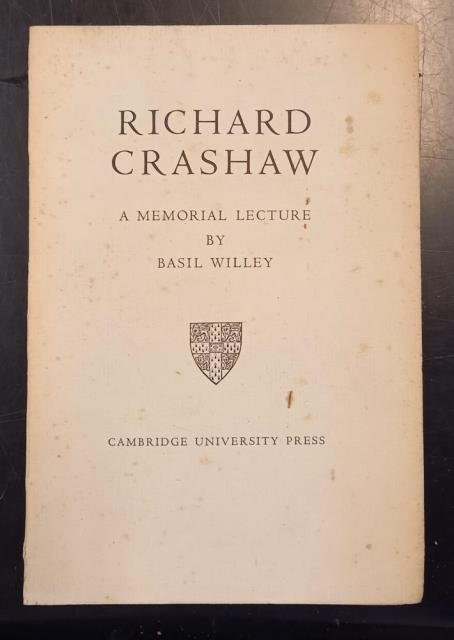 RICHARD
CRASHAW
A MEMORIAL LECTURE
BY
BASIL WILLEY
CAMBRIDGE UNIVERSITY PRESS